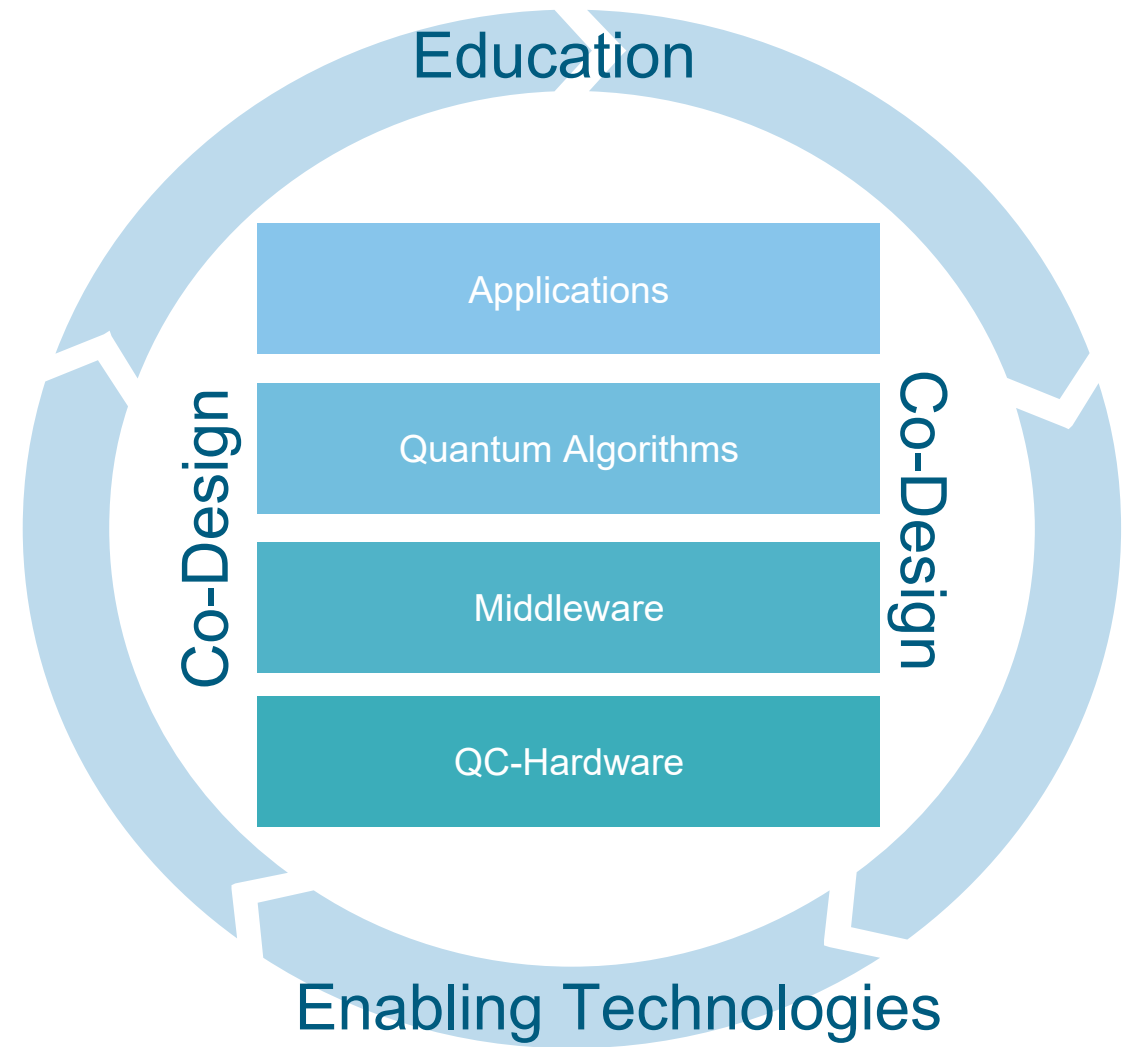 Education
Applications
Co-Design
Quantum Algorithms
Co-Design
Middleware
QC-Hardware
Enabling Technologies